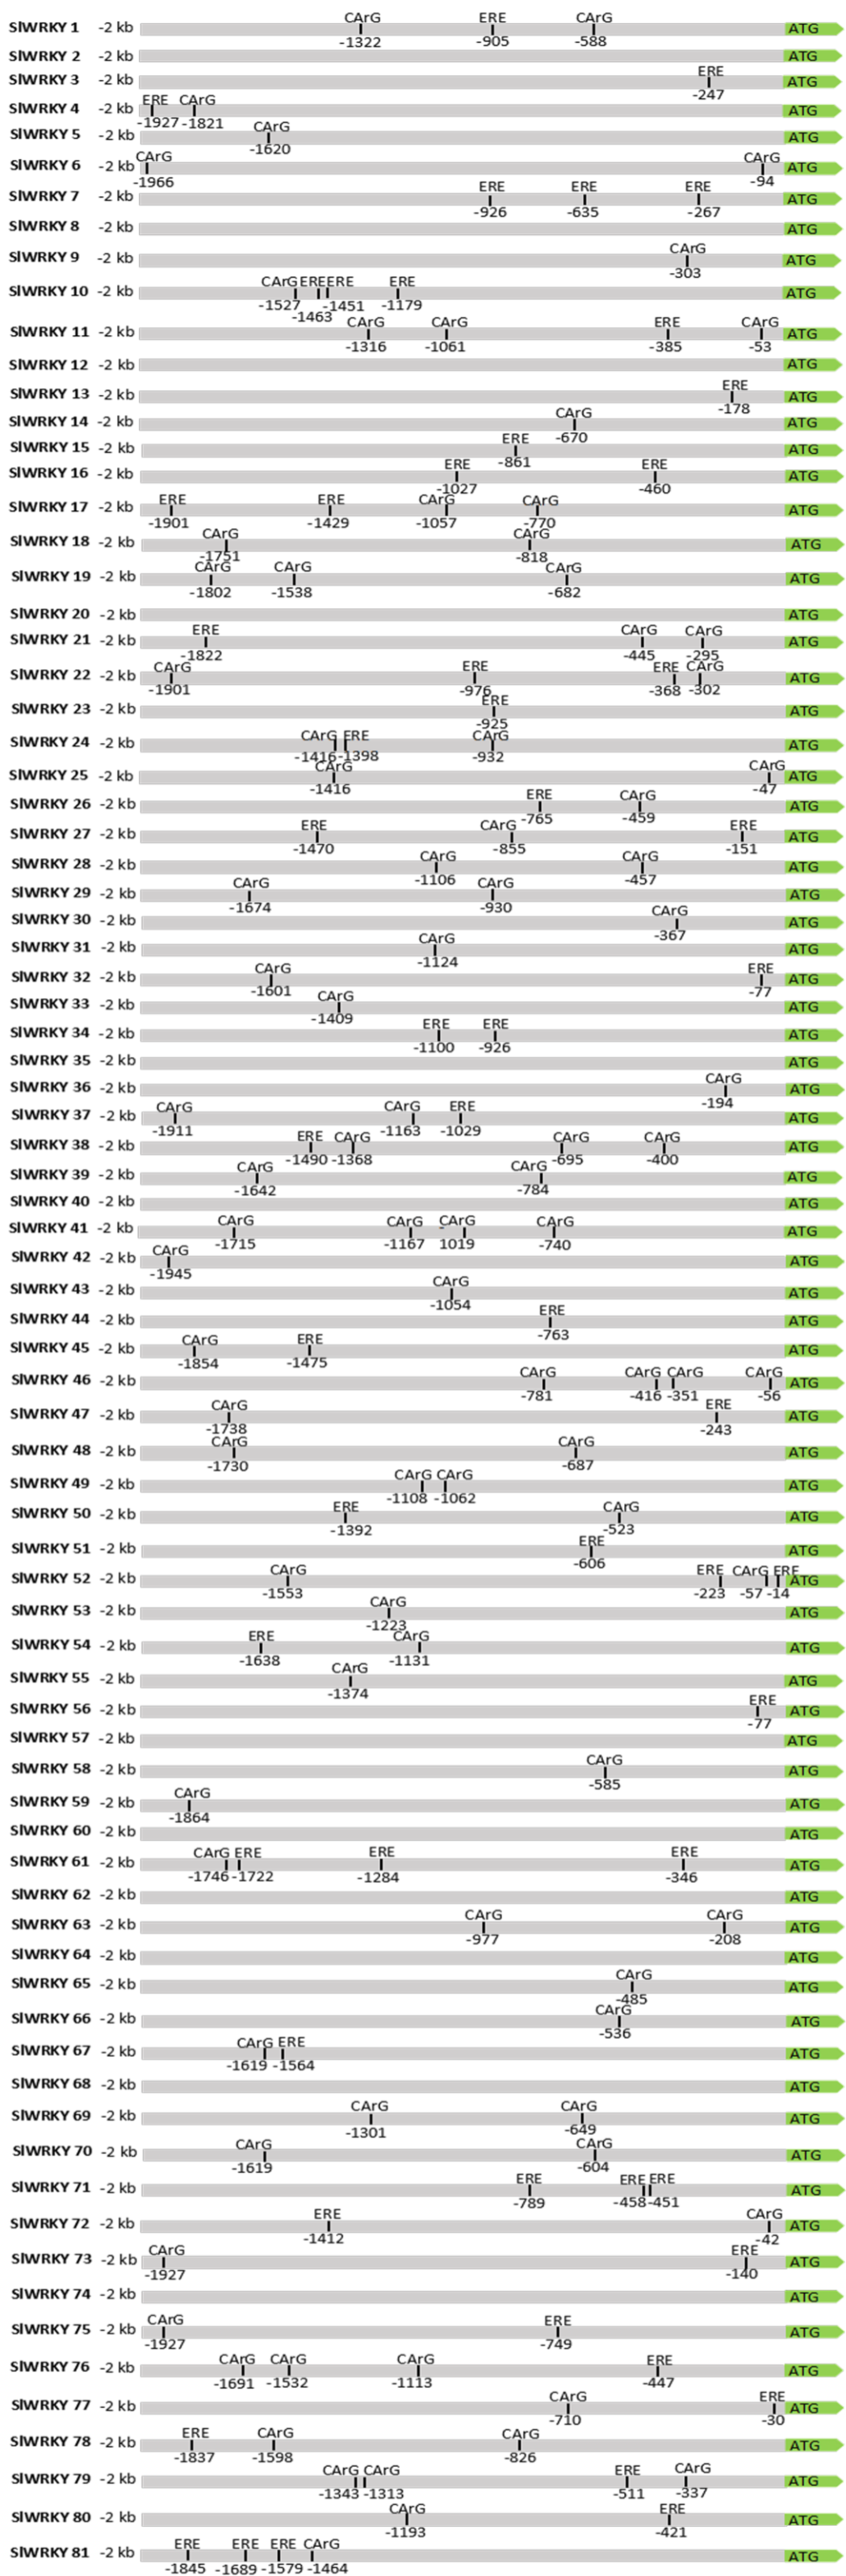 SlWRKY 1 -2 kb CArG -1322 ERE -905 CArG -588 ATG
SlWRKY 2 -2 kb ATG
SlWRKY 3 -2 kb ERE -247 ATG
SlWRKY 4 -2 kb ERE -1927 CArG -1821 ATG
SlWRKY 5 -2 kb CArG -1620 ATG
SlWRKY 6 -2 kb CArG -1966 CArG -94 ATG
SlWRKY 7 -2 kb ERE -926 ERE -635 ERE -267 ATG
SlWRKY 8 -2 kb ATG
SlWRKY 9 -2 kb CArG -303 ATG
SlWRKY 10 -2 kb CArG -1527 ERE -1463 ERE -1451 ERE -1179 ATG
SlWRKY 11 -2 kb CArG -1316 CArG -1061 ERE -385 CArG -53 ATG
SlWRKY 12 -2 kb ATG
SlWRKY 13 -2 kb ERE -178 ATG
SlWRKY 14 -2 kb CArG -670 ATG
SlWRKY 15 -2 kb ERE -861 ATG
SlWRKY 16 -2 kb ERE -1027 ERE -460 ATG
SlWRKY 17 -2 kb ERE -1901 ERE -1429 CArG -1057 CArG -770 ATG
SlWRKY 18 -2 kb CArG -1751 CArG -818 ATG
SlWRKY 19 -2 kb CArG -1802 CArG -1538 CArG -682 ATG
SlWRKY 20 -2 kb ATG
SlWRKY 21 -2 kb ERE -1822 CArG -445 CArG -295 ATG
SlWRKY 22 -2 kb CArG -1901 ERE -976 ERE -368 CArG -302 ATG
SlWRKY 23 -2 kb ERE -925 ATG
SlWRKY 24 -2 kb CArG -1416 ERE -1398 CArG -932 ATG
SlWRKY 25 -2 kb CArG -1416 CArG -47 ATG
SlWRKY 26 -2 kb ERE -765 CArG -459 ATG
SlWRKY 27 -2 kb ERE -1470 CArG -855 ERE -151 ATG
SlWRKY 28 -2 kb CArG -1106 CArG -457 ATG
SlWRKY 29 -2 kb CArG -1674 CArG -930 ATG
SlWRKY 30 -2 kb CArG -367 ATG
SlWRKY 31 -2 kb CArG -1124 ATG
SlWRKY 32 -2 kb CArG -1601 ERE -77 ATG
SlWRKY 33 -2 kb CArG -1409 ATG
SlWRKY 34 -2 kb ERE -1100 ERE -926 ATG
SlWRKY 35 -2 kb ATG
SlWRKY 36 -2 kb CArG -194 ATG
SlWRKY 37 -2 kb CArG -1911 CArG -1163 ERE -1029 ATG
SlWRKY 38 -2 kb ERE -1490 CArG -1368 CArG -695 CArG -400 ATG
SlWRKY 39 -2 kb CArG -1642 CArG -784 ATG
SlWRKY 40 -2 kb ATG
SlWRKY 41 -2 kb CArG -1715 CArG -1167 CArG -1019 CArG -740 ATG
SlWRKY 42 -2 kb CArG -1945 ATG
SlWRKY 43 -2 kb CArG -1054 ATG
SlWRKY 44 -2 kb ERE -763 ATG
SlWRKY 45 -2 kb CArG -1854 ERE -1475 ATG
SlWRKY 46 -2 kb CArG -781 CArG -416 CArG -351 CArG -56 ATG
SlWRKY 47 -2 kb CArG -1738 ERE -243 ATG
SlWRKY 48 -2 kb CArG -1730 CArG -687 ATG
SlWRKY 49 -2 kb CArG -1108 CArG -1062 ATG
SlWRKY 50 -2 kb ERE -1392 CArG -523 ATG
SlWRKY 51 -2 kb ERE -606 ATG
SlWRKY 52 -2 kb CArG -1553 ERE -223 CArG -57 ERE -14 ATG
SlWRKY 53 -2 kb CArG -1223 ATG
SlWRKY 54 -2 kb ERE -1638 CArG -1131 ATG
SlWRKY 55 -2 kb CArG -1374 ATG
SlWRKY 56 -2 kb ERE -77 ATG
SlWRKY 57 -2 kb ATG
SlWRKY 58 -2 kb CArG -585 ATG
SlWRKY 59 -2 kb CArG -1864 ATG
SlWRKY 60 -2 kb ATG
SlWRKY 61 -2 kb CArG -1746 ERE -1722 ERE -1284 ERE -346 ATG
SlWRKY 62 -2 kb ATG
SlWRKY 63 -2 kb CArG -977 CArG -208 ATG
SlWRKY 64 -2 kb ATG
SlWRKY 65 -2 kb CArG -485 ATG
SlWRKY 66 -2 kb CArG -536 ATG
SlWRKY 67 -2 kb CArG -1619 ERE -1564 ATG
SlWRKY 68 -2 kb ATG
SlWRKY 69 -2 kb CArG -1301 CArG -649 ATG
SlWRKY 70 -2 kb CArG -1619 CArG -604 ATG
SlWRKY 71 -2 kb ERE -789 ERE -458 ERE -451 ATG
SlWRKY 72 -2 kb ERE -1412 CArG -42 ATG
SlWRKY 73 -2 kb CArG -1927 ERE -140 ATG
SlWRKY 74 -2 kb ATG
SlWRKY 75 -2 kb CArG -1927 ERE -749 ATG
SlWRKY 76 -2 kb CArG -1691 CArG -1532 CArG -1113 ERE -447 ATG
SlWRKY 77 -2 kb CArG -710 ERE -30 ATG
SlWRKY 78 -2 kb ERE -1837 CArG -1598 CArG -826 ATG
SlWRKY 79 -2 kb CArG -1343 CArG -1313 ERE -511 CArG -337 ATG
SlWRKY 80 -2 kb CArG -1193 ERE -421 ATG
SlWRKY 81 -2 kb ERE -1845 ERE -1689 ERE -1579 CArG -1464 ATG